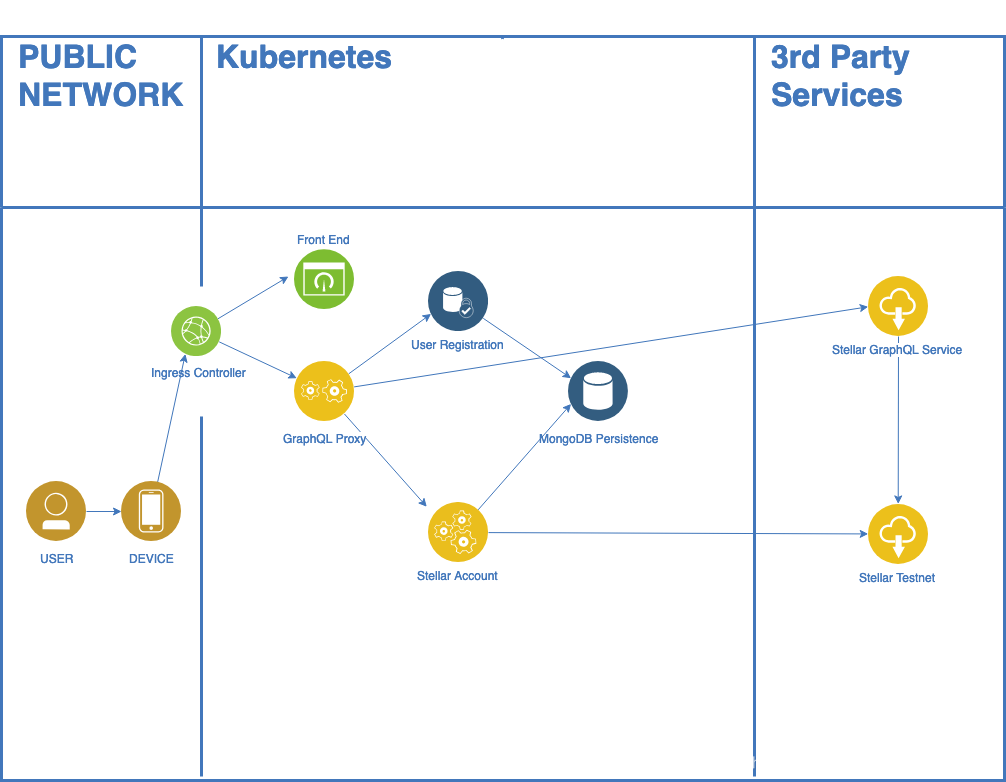 PUBLIC
NETWORK
Kubernetes
3rd Party
Services
Front End
User Registration
Stellar GraphQL Service
Ingress Controller
GraphQL Proxy
MongoDB Persistence
USER
DEVICE
Stellar Account
Stellar Testnet